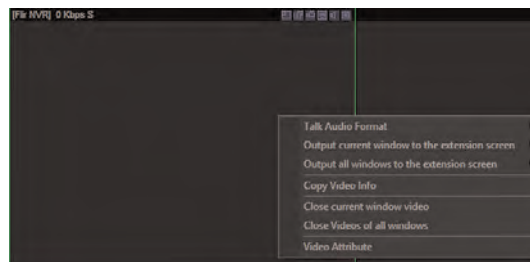 [Flir NVR] 0 Kbps S
Talk Audio Format
Output current window to the extension screen
Output all windows to the extension screen
Copy Video Info
Close current window video
Close Videos of all windows
Video Attribute